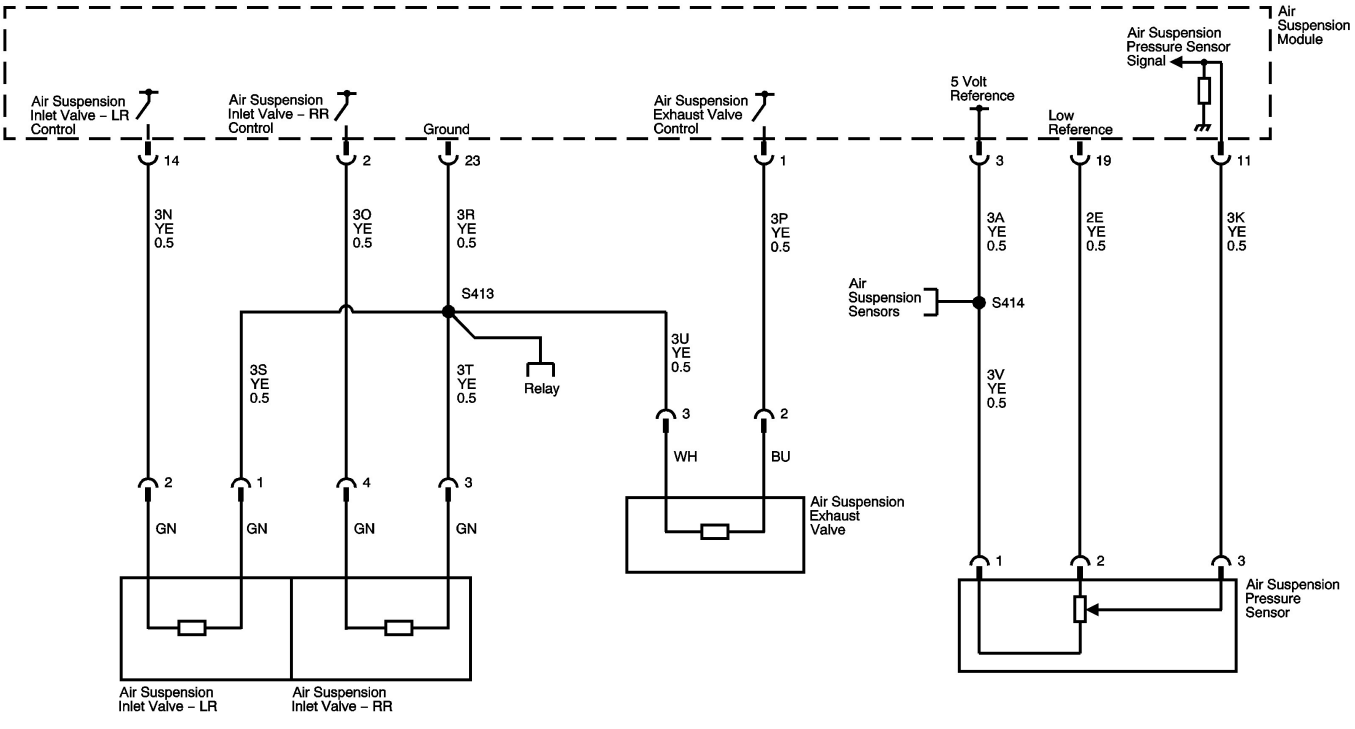 Air
Suspension
Module
Air Suspension
Pressure Sensor
Signal
5 Volt
Reference
Air Suspension
Inlet Valve – LR
Control
Air Suspension
Inlet Valve – RR
Control
Ground
Air Suspension
Exhaust Valve
Control
Low
Reference
14
2
23
1
3
19
11
3N
YE
0.5
3O
YE
0.5
3R
YE
0.5
3P
YE
0.5
3A
YE
0.5
2E
YE
0.5
3K
YE
0.5
S413
Air
Suspension
Sensors
S414
3S
YE
0.5
3T
YE
0.5
Relay
3U
YE
0.5
3V
YE
0.5
3
2
WH
BU
2
1
4
3
GN
GN
GN
GN
Air Suspension
Exhaust
Valve
1
2
3
Air Suspension
Pressure
Sensor
Air Suspension
Inlet Valve – LR
Air Suspension
Inlet Valve – RR